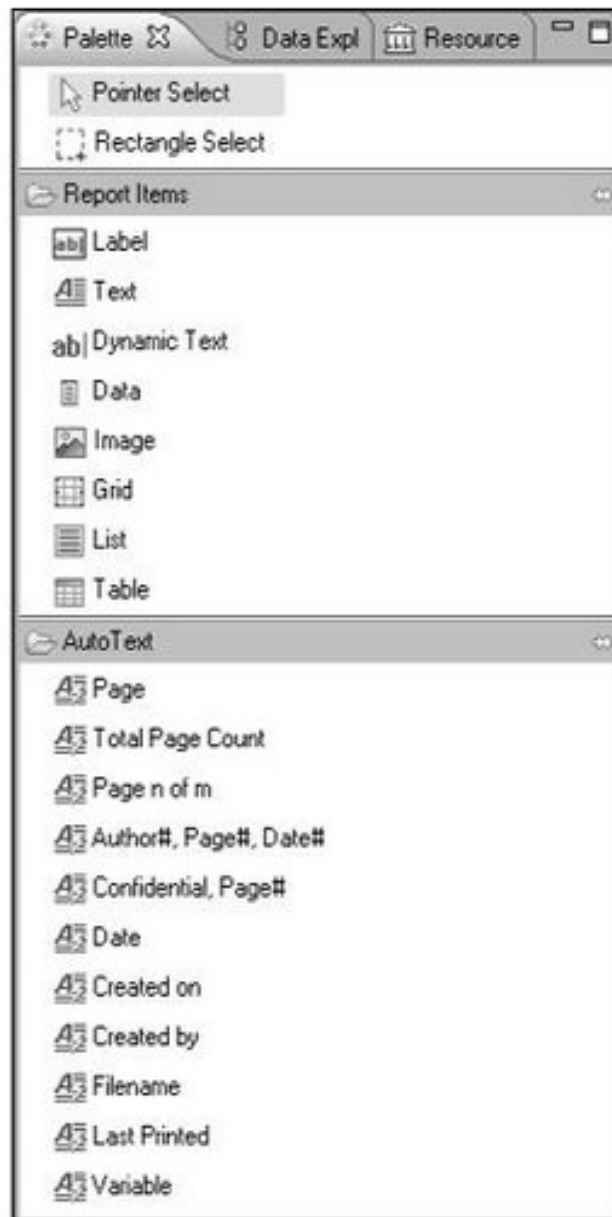 Palette Data Expl Resource
Pointer Select
Rectangle Select
Report Items
Label
Text
Dynamic Text
Data
Image
Grid
List
Table
AutoText
Page
Total Page Count
Page n of m
Author#, Page#, Date#
Confidential, Page#
Date
Created on
Created by
Filename
Last Printed
Variable